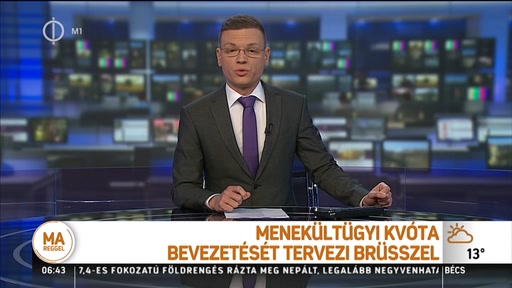 M1
MENEKÜLTÜGYI KVÓTA
BEVEZETÉSÉT TERVEZI BRÜSSZEL
MA
REGGEL
13°
06:43
7,4-ES FOKOZATÚ FÖLDRENGÉS RÁZTA MEG NEPÁLT, LEGALÁBB NEGYVENHAT
BÉCS